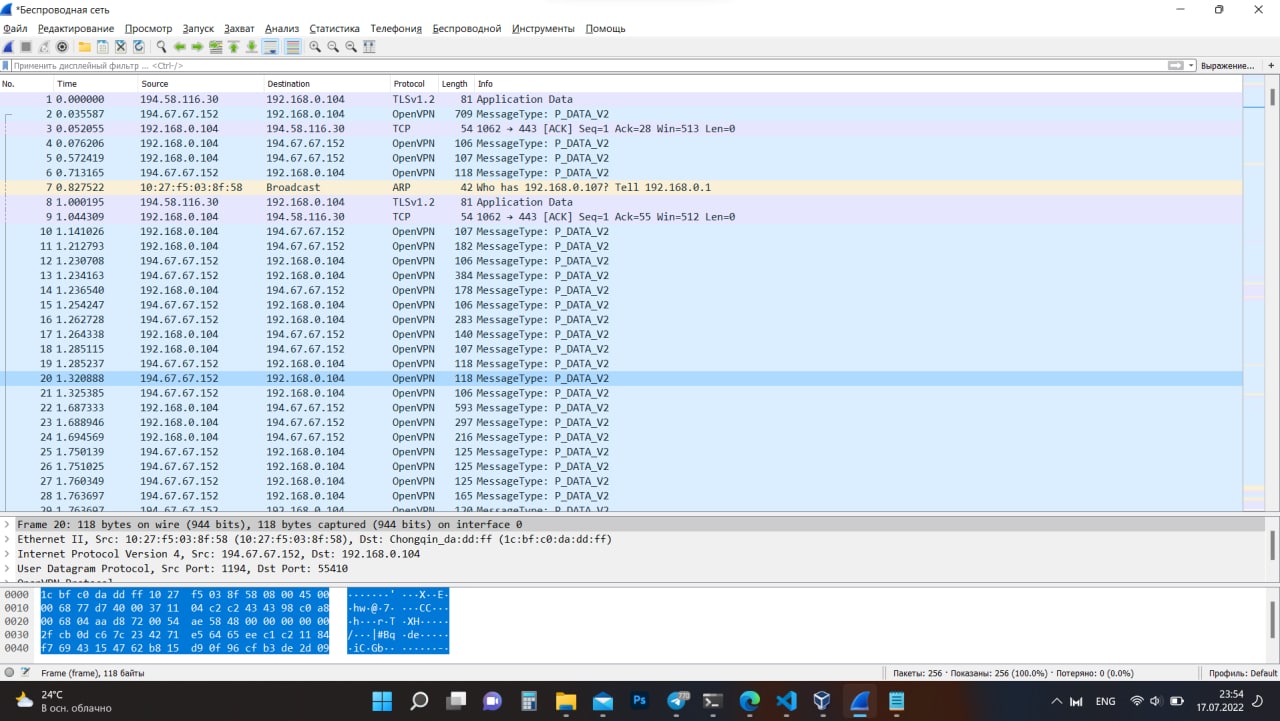 *Беспроводная сеть
Файл Редактирование Просмотр Запуск Захват Анализ Статистика Телефония Беспроводной Инструменты Помощь
Применить дисплейный фильтр ... <Ctrl-/> Выражение... +
No. Time Source Destination Protocol Length Info
1 0.000000 194.58.116.30 192.168.0.104 TLSv1.2 81 Application Data
2 0.035587 194.67.67.152 192.168.0.104 OpenVPN 709 MessageType: P_DATA_V2
3 0.052055 192.168.0.104 194.58.116.30 TCP 54 1062 → 443 [ACK] Seq=1 Ack=28 Win=513 Len=0
4 0.076206 192.168.0.104 194.67.67.152 OpenVPN 106 MessageType: P_DATA_V2
5 0.572419 192.168.0.104 194.67.67.152 OpenVPN 107 MessageType: P_DATA_V2
6 0.713165 194.67.67.152 192.168.0.104 OpenVPN 118 MessageType: P_DATA_V2
7 0.827522 10:27:f5:03:8f:58 Broadcast ARP 42 Who has 192.168.0.107? Tell 192.168.0.1
8 1.000195 194.58.116.30 192.168.0.104 TLSv1.2 81 Application Data
9 1.044309 192.168.0.104 194.58.116.30 TCP 54 1062 → 443 [ACK] Seq=1 Ack=55 Win=512 Len=0
10 1.141026 192.168.0.104 194.67.67.152 OpenVPN 107 MessageType: P_DATA_V2
11 1.212793 192.168.0.104 194.67.67.152 OpenVPN 182 MessageType: P_DATA_V2
12 1.230708 192.168.0.104 194.67.67.152 OpenVPN 106 MessageType: P_DATA_V2
13 1.234163 192.168.0.104 194.67.67.152 OpenVPN 384 MessageType: P_DATA_V2
14 1.236540 192.168.0.104 194.67.67.152 OpenVPN 178 MessageType: P_DATA_V2
15 1.254247 194.67.67.152 192.168.0.104 OpenVPN 106 MessageType: P_DATA_V2
16 1.262728 194.67.67.152 192.168.0.104 OpenVPN 283 MessageType: P_DATA_V2
17 1.264338 192.168.0.104 194.67.67.152 OpenVPN 140 MessageType: P_DATA_V2
18 1.285115 192.168.0.104 194.67.67.152 OpenVPN 107 MessageType: P_DATA_V2
19 1.285237 194.67.67.152 192.168.0.104 OpenVPN 118 MessageType: P_DATA_V2
20 1.320888 194.67.67.152 192.168.0.104 OpenVPN 118 MessageType: P_DATA_V2
21 1.325385 194.67.67.152 192.168.0.104 OpenVPN 106 MessageType: P_DATA_V2
22 1.687333 192.168.0.104 194.67.67.152 OpenVPN 593 MessageType: P_DATA_V2
23 1.688946 192.168.0.104 194.67.67.152 OpenVPN 297 MessageType: P_DATA_V2
24 1.694569 192.168.0.104 194.67.67.152 OpenVPN 216 MessageType: P_DATA_V2
25 1.750139 194.67.67.152 192.168.0.104 OpenVPN 125 MessageType: P_DATA_V2
26 1.751025 194.67.67.152 192.168.0.104 OpenVPN 125 MessageType: P_DATA_V2
27 1.760349 194.67.67.152 192.168.0.104 OpenVPN 125 MessageType: P_DATA_V2
28 1.763697 194.67.67.152 192.168.0.104 OpenVPN 165 MessageType: P_DATA_V2
29 1.763697 194.67.67.152 192.168.0.104 OpenVPN 120 MessageType: P_DATA_V2
Frame 20: 118 bytes on wire (944 bits), 118 bytes captured (944 bits) on interface 0
Ethernet II, Src: 10:27:f5:03:8f:58 (10:27:f5:03:8f:58), Dst: Chongqin_da:dd:ff (1c:bf:c0:da:dd:ff)
Internet Protocol Version 4, Src: 194.67.67.152, Dst: 192.168.0.104
User Datagram Protocol, Src Port: 1194, Dst Port: 55410
OpenVPN Protocol
0000 1c bf c0 da dd ff 10 27 f5 03 8f 58 08 00 45 00 ·······' ···X··E·
0010 00 68 77 d7 40 00 37 11 04 c2 c2 43 43 98 c0 a8 ·hw·@·7· ···CC···
0020 00 68 04 aa d8 72 00 54 ae 58 48 00 00 00 00 00 ·h···r·T ·XH·····
0030 2f cb 0d c6 7c 23 42 71 e5 64 65 ee c1 c2 11 84 /···|#Bq ·de·····
0040 f7 69 43 15 47 62 b8 15 d9 0f 96 cf b3 de 2d 09 ·iC·Gb·· ······-·
Frame (frame), 118 байты Пакеты: 256 · Показаны: 256 (100.0%) · Потеряно: 0 (0.0%) Профиль: Default
24°C
В осн. облачно
Ps
ENG
23:54
17.07.2022